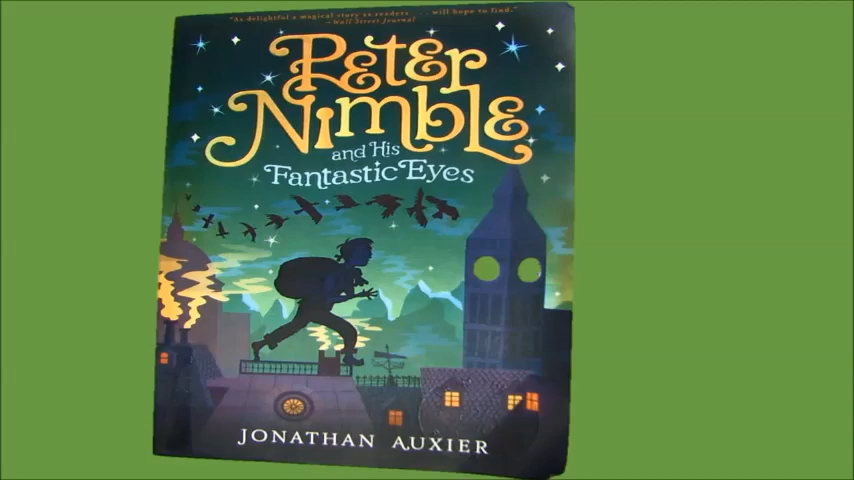 "As delightful a magical story as readers . . . will hope to find."
—Wall Street Journal
Peter
Nimble
and His
Fantastic Eyes
JONATHAN AUXIER